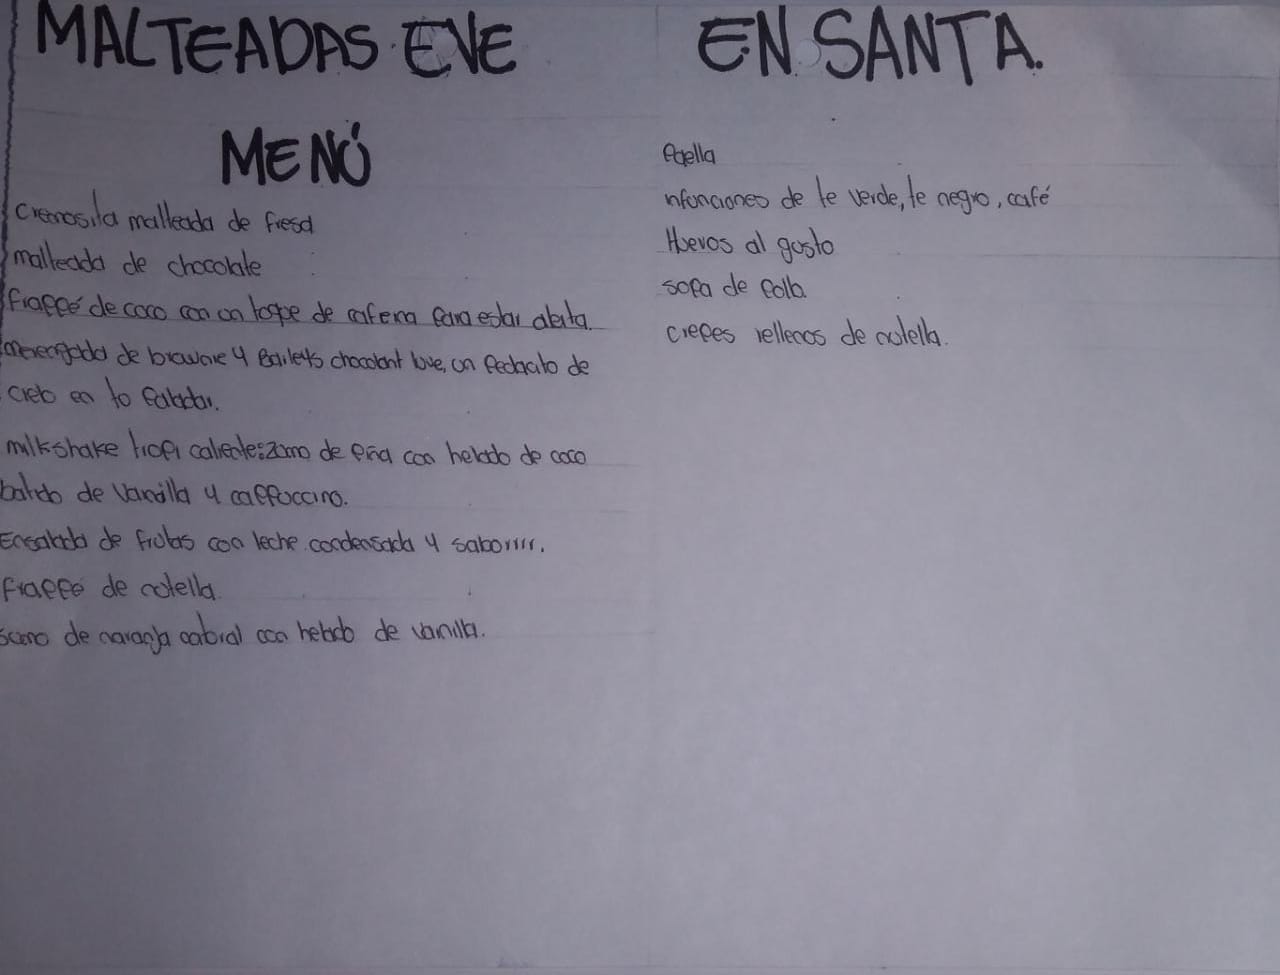 MALTEADAS EVE EN SANTA.
MENÚ
Cremosita malteada de fresa
malteada de chocolate
frappé de coco con un toque de cafeina para estar alerta.
merengada de brownie y Baileys chocolant love, un pedacito de
cielo en tu paladar.
milkshake tropi caliente: zumo de piña con helado de coco
batido de vainilla y cappuccino.
Ensalada de frutas con leche condensada y saborrrr.
frappé de nutella.
sumo de naranja natural con helado de vainilla.
Paella
infunciones de te verde, te negro, café
Huevos al gusto
sopa de pollo.
crepes rellenos de nutella.